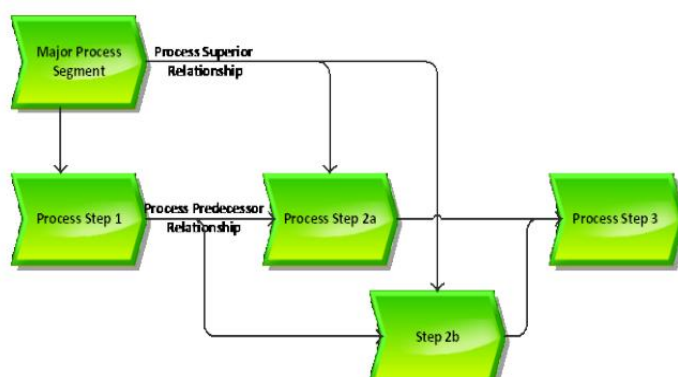 Major Process
Segment
Process Superior
Relationship
Process Step 1
Process Predecessor
Relationship
Process Step 2a
Process Step 3
Step 2b